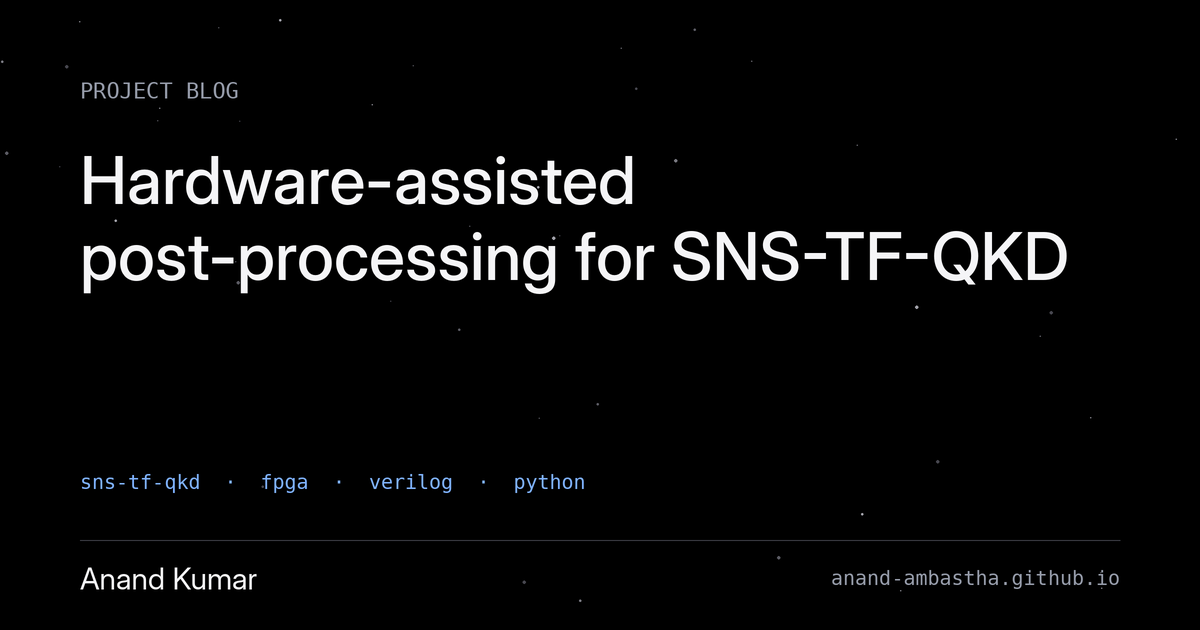 PROJECT BLOG
Hardware-assisted
post-processing for SNS-TF-QKD
sns-tf-qkd · fpga · verilog · python
Anand Kumar
anand-ambastha.github.io